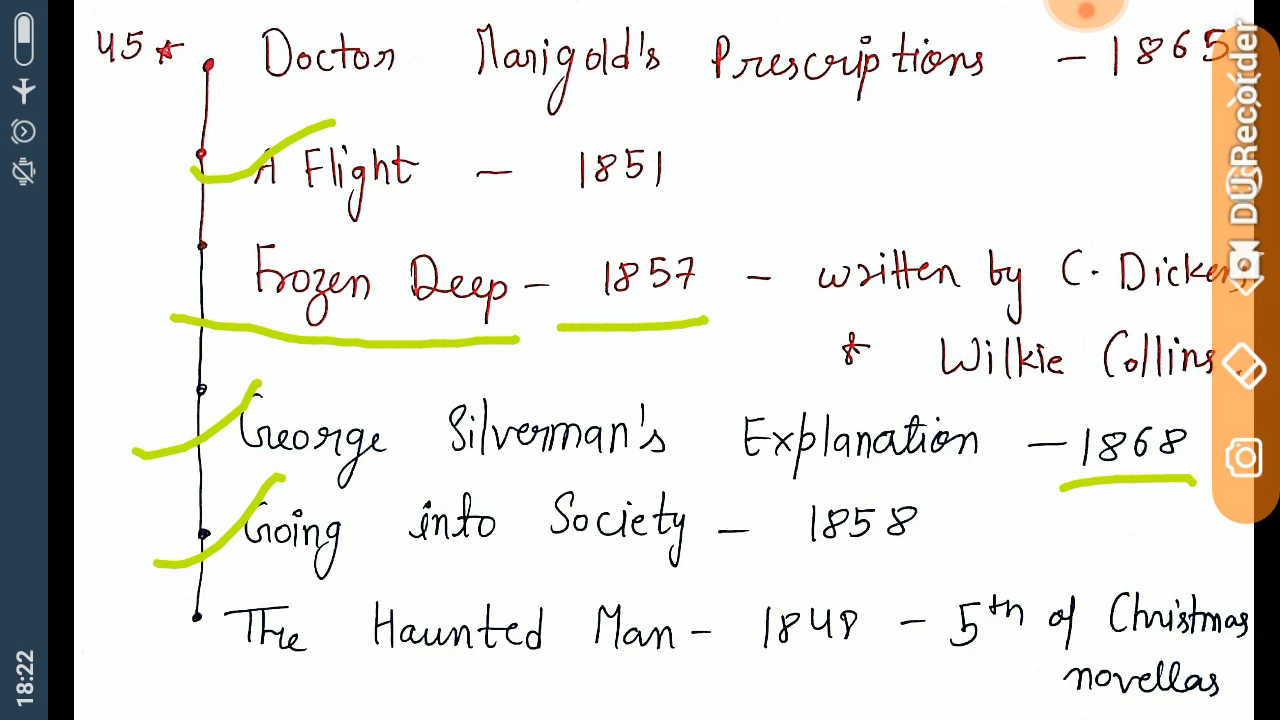 45* Doctor Marigold's Prescriptions - 1865
A Flight - 1851
Frozen Deep - 1857 - written by C. Dickens
& Wilkie Collins.
George Silverman's Explanation - 1868
Going into Society - 1858
The Haunted Man - 1848 - 5th of Christmas
novellas
DU Recorder
18:22